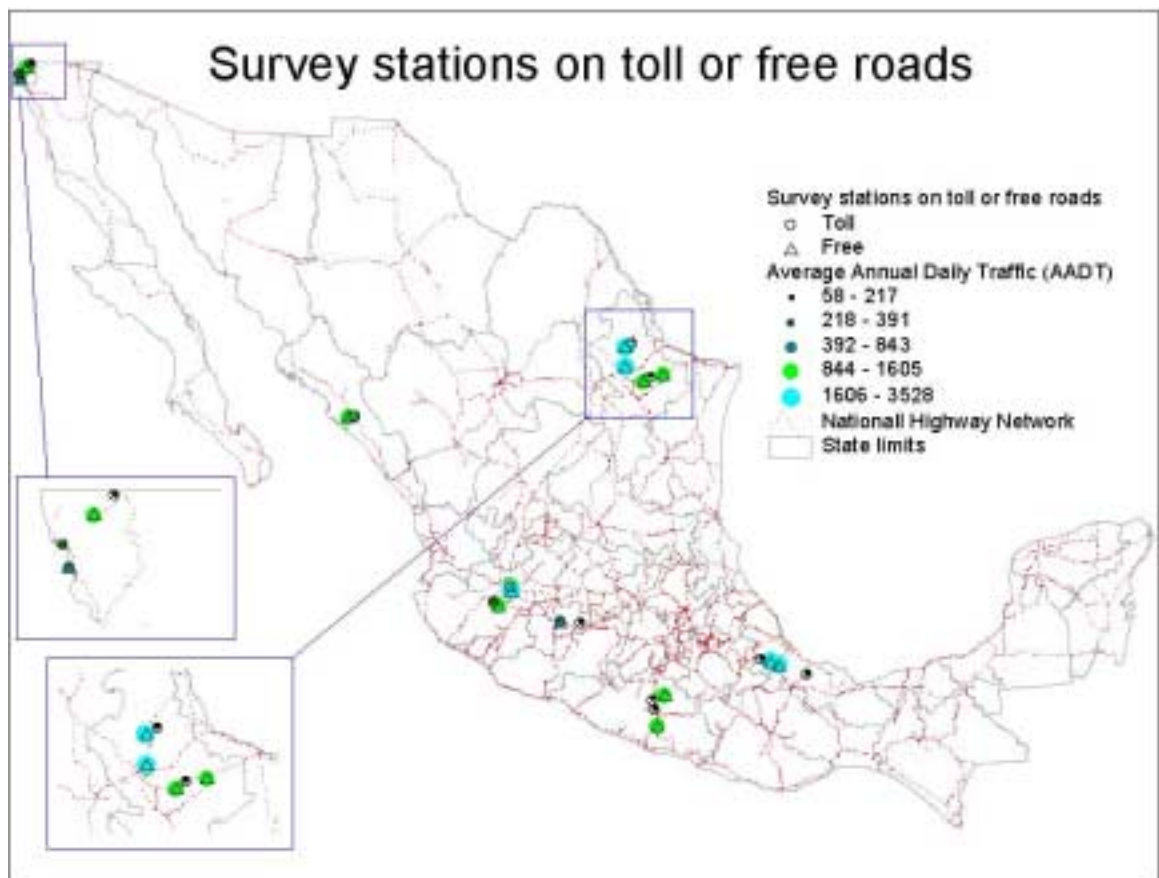 Survey stations on toll or free roads
Survey stations on toll or free roads
Toll
Free
Average Annual Daily Traffic (AADT)
58 - 217
218 - 391
392 - 843
844 - 1605
1606 - 3528
Nationall Highway Network
State limits